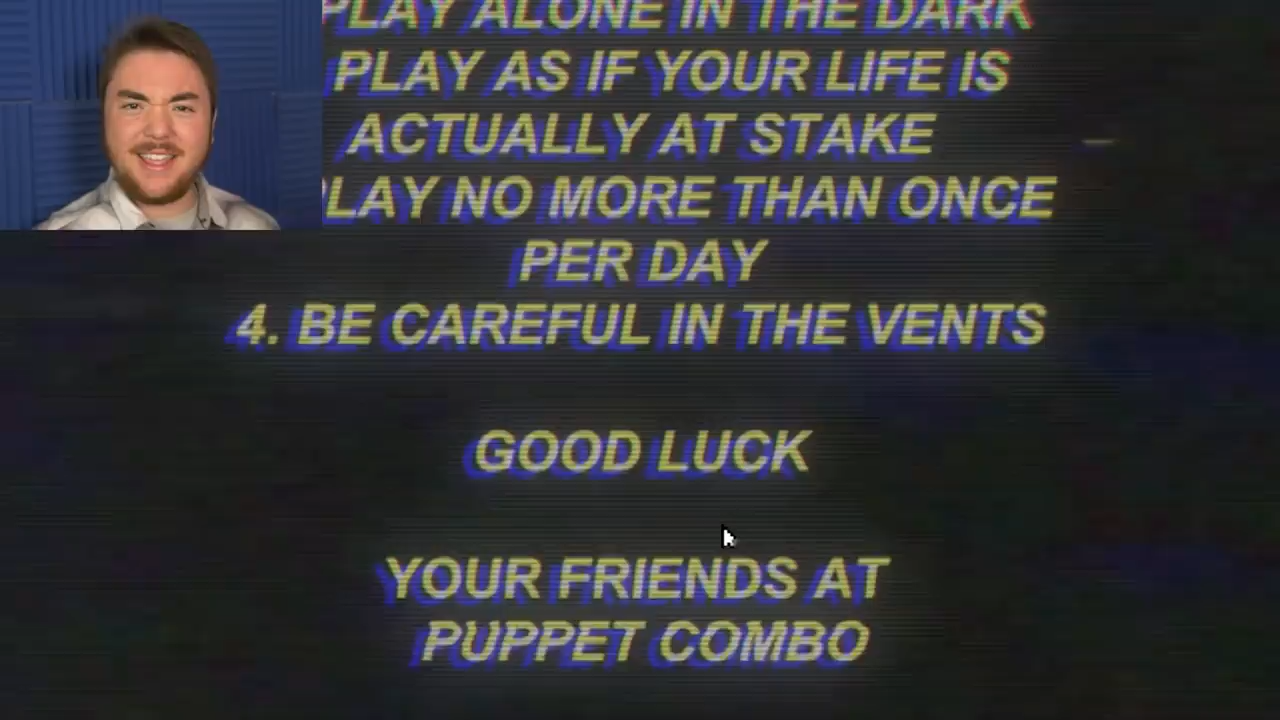 PLAY ALONE IN THE DARK
PLAY AS IF YOUR LIFE IS
ACTUALLY AT STAKE
PLAY NO MORE THAN ONCE
PER DAY
4. BE CAREFUL IN THE VENTS
GOOD LUCK
YOUR FRIENDS AT
PUPPET COMBO